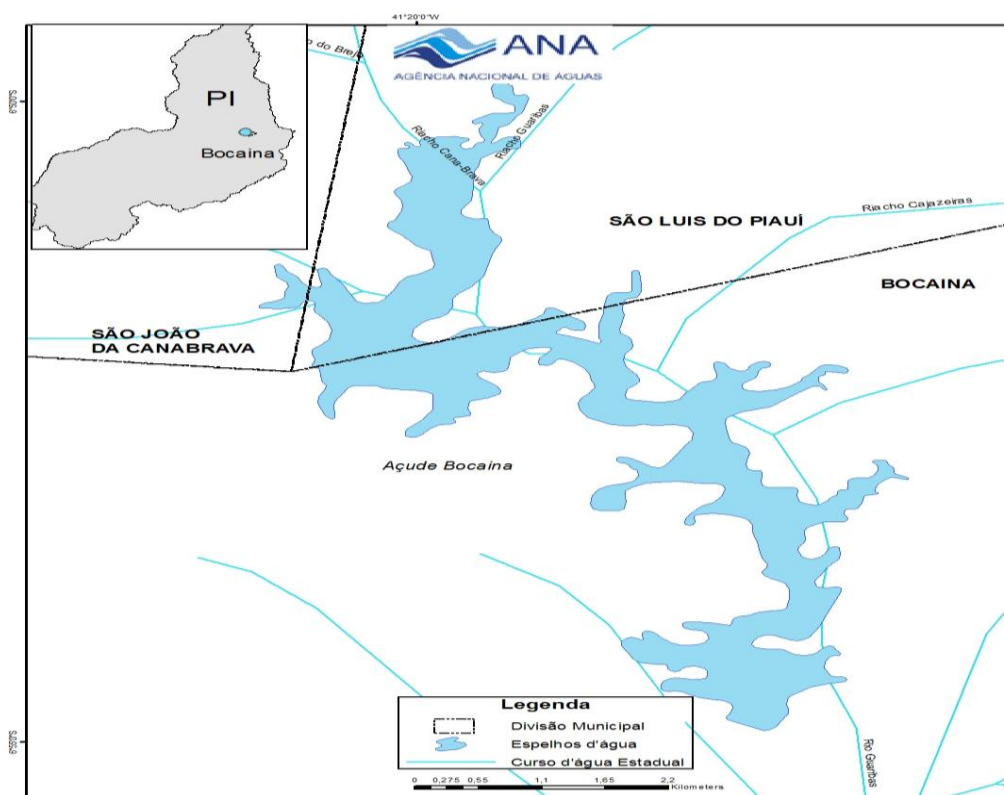 41°20'0"W
ANA
AGÊNCIA NACIONAL DE ÁGUAS
do Brejo
PI
Bocaina
Riacho Cana-Brava
Riacho Guaribas
SÃO LUIS DO PIAUÍ
Riacho Cajazeiras
BOCAINA
SÃO JOÃO
DA CANABRAVA
Açude Bocaina
Rio Guaribas
Legenda
Divisão Municipal
Espelhos d'água
Curso d'água Estadual
0 0,275 0,55 1,1 1,65 2,2
Kilometers